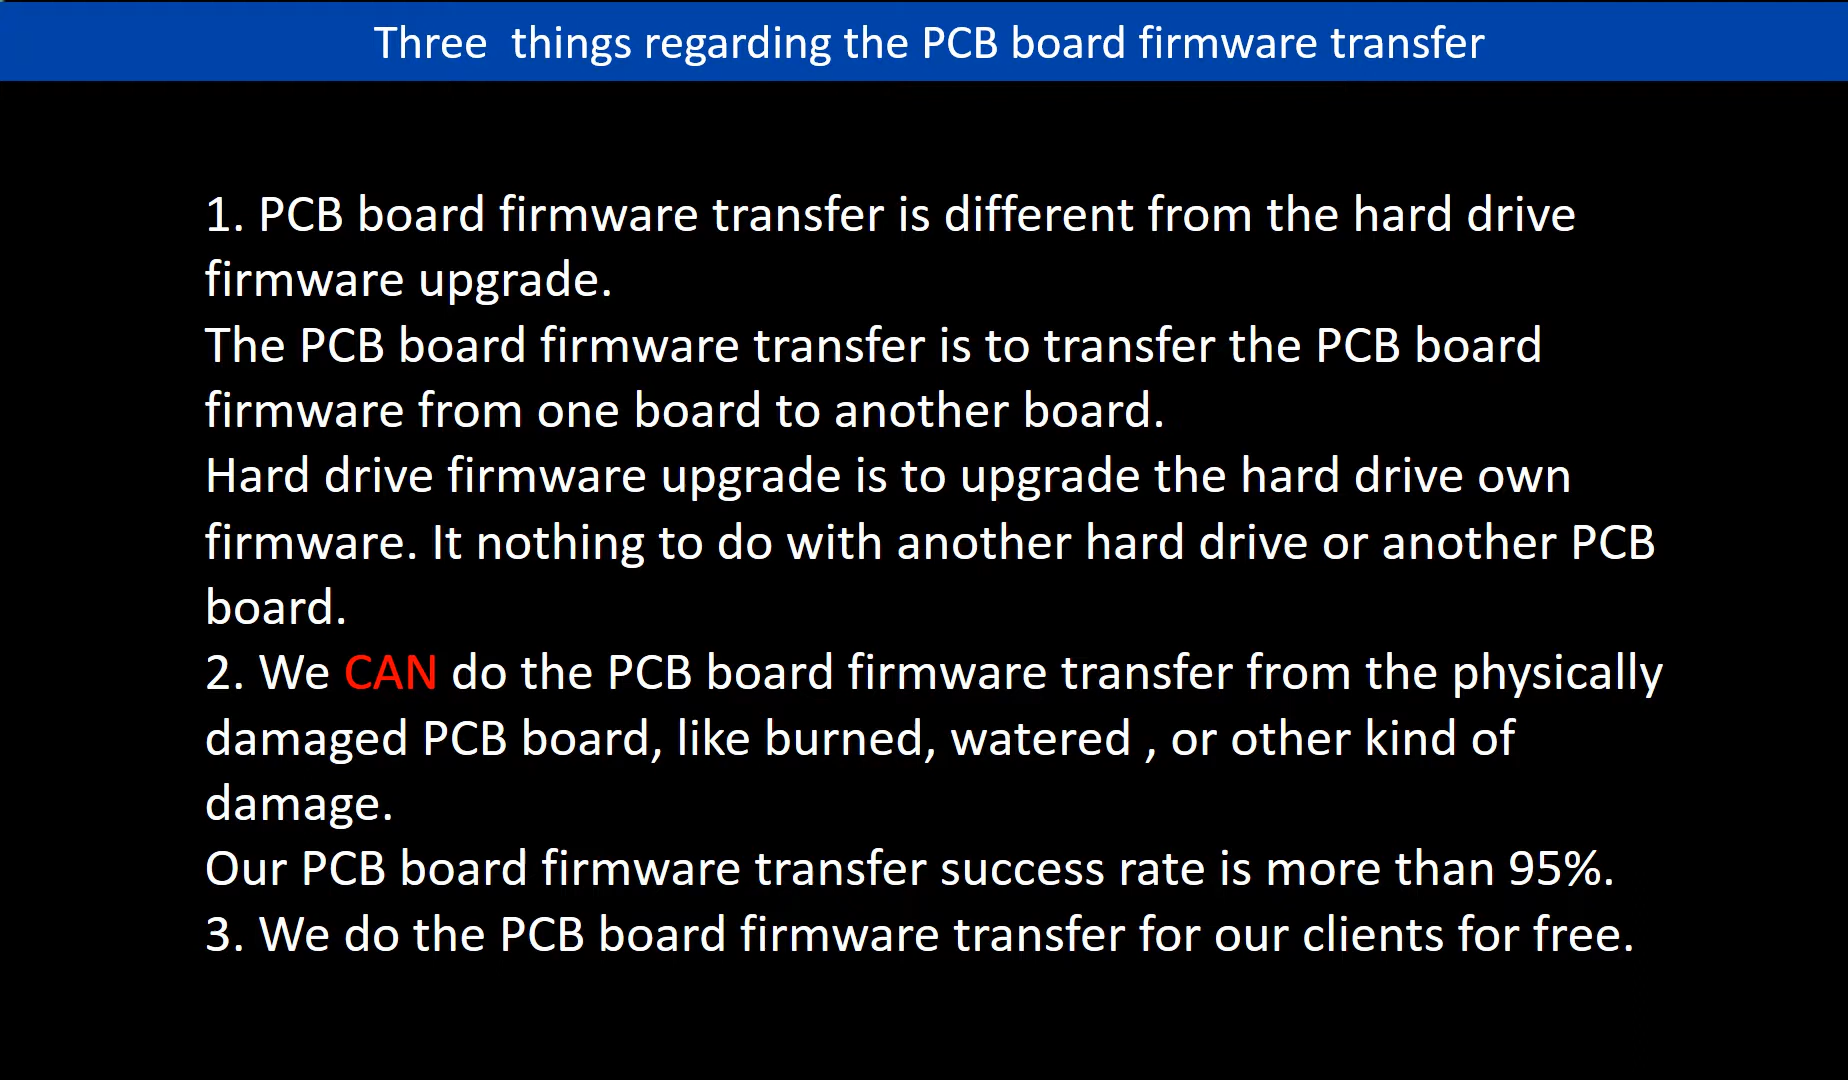 Three  things regarding the PCB board firmware transfer
1. PCB board firmware transfer is different from the hard drive
firmware upgrade.
The PCB board firmware transfer is to transfer the PCB board
firmware from one board to another board.
Hard drive firmware upgrade is to upgrade the hard drive own
firmware. It nothing to do with another hard drive or another PCB
board.
2. We CAN do the PCB board firmware transfer from the physically
damaged PCB board, like burned, watered , or other kind of
damage.
Our PCB board firmware transfer success rate is more than 95%.
3. We do the PCB board firmware transfer for our clients for free.